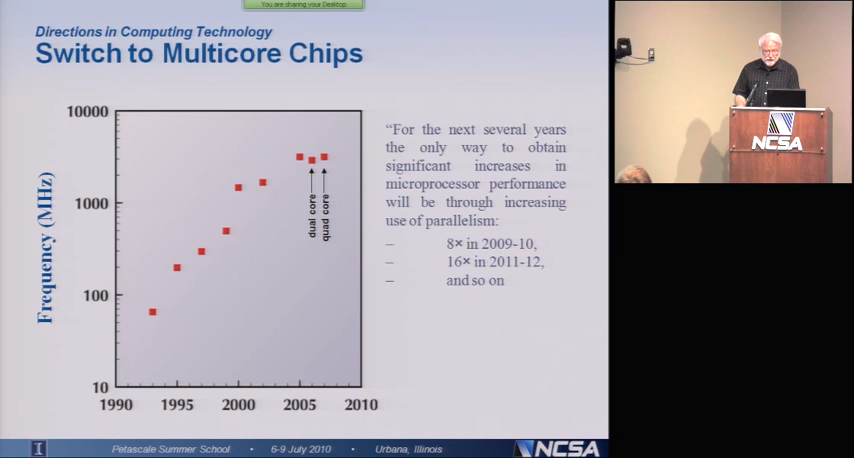 You are sharing your Desktop
Directions in Computing Technology
Switch to Multicore Chips
10000
1000
100
10
Frequency (MHz)
1990
1995
2000
2005
2010
dual core
quad core
“For the next several years
the only way to obtain
significant increases in
microprocessor performance
will be through increasing
use of parallelism:
– 8× in 2009-10,
– 16× in 2011-12,
– and so on
I
Petascale Summer School • 6-9 July 2010 • Urbana, Illinois
NCSA
NCSA